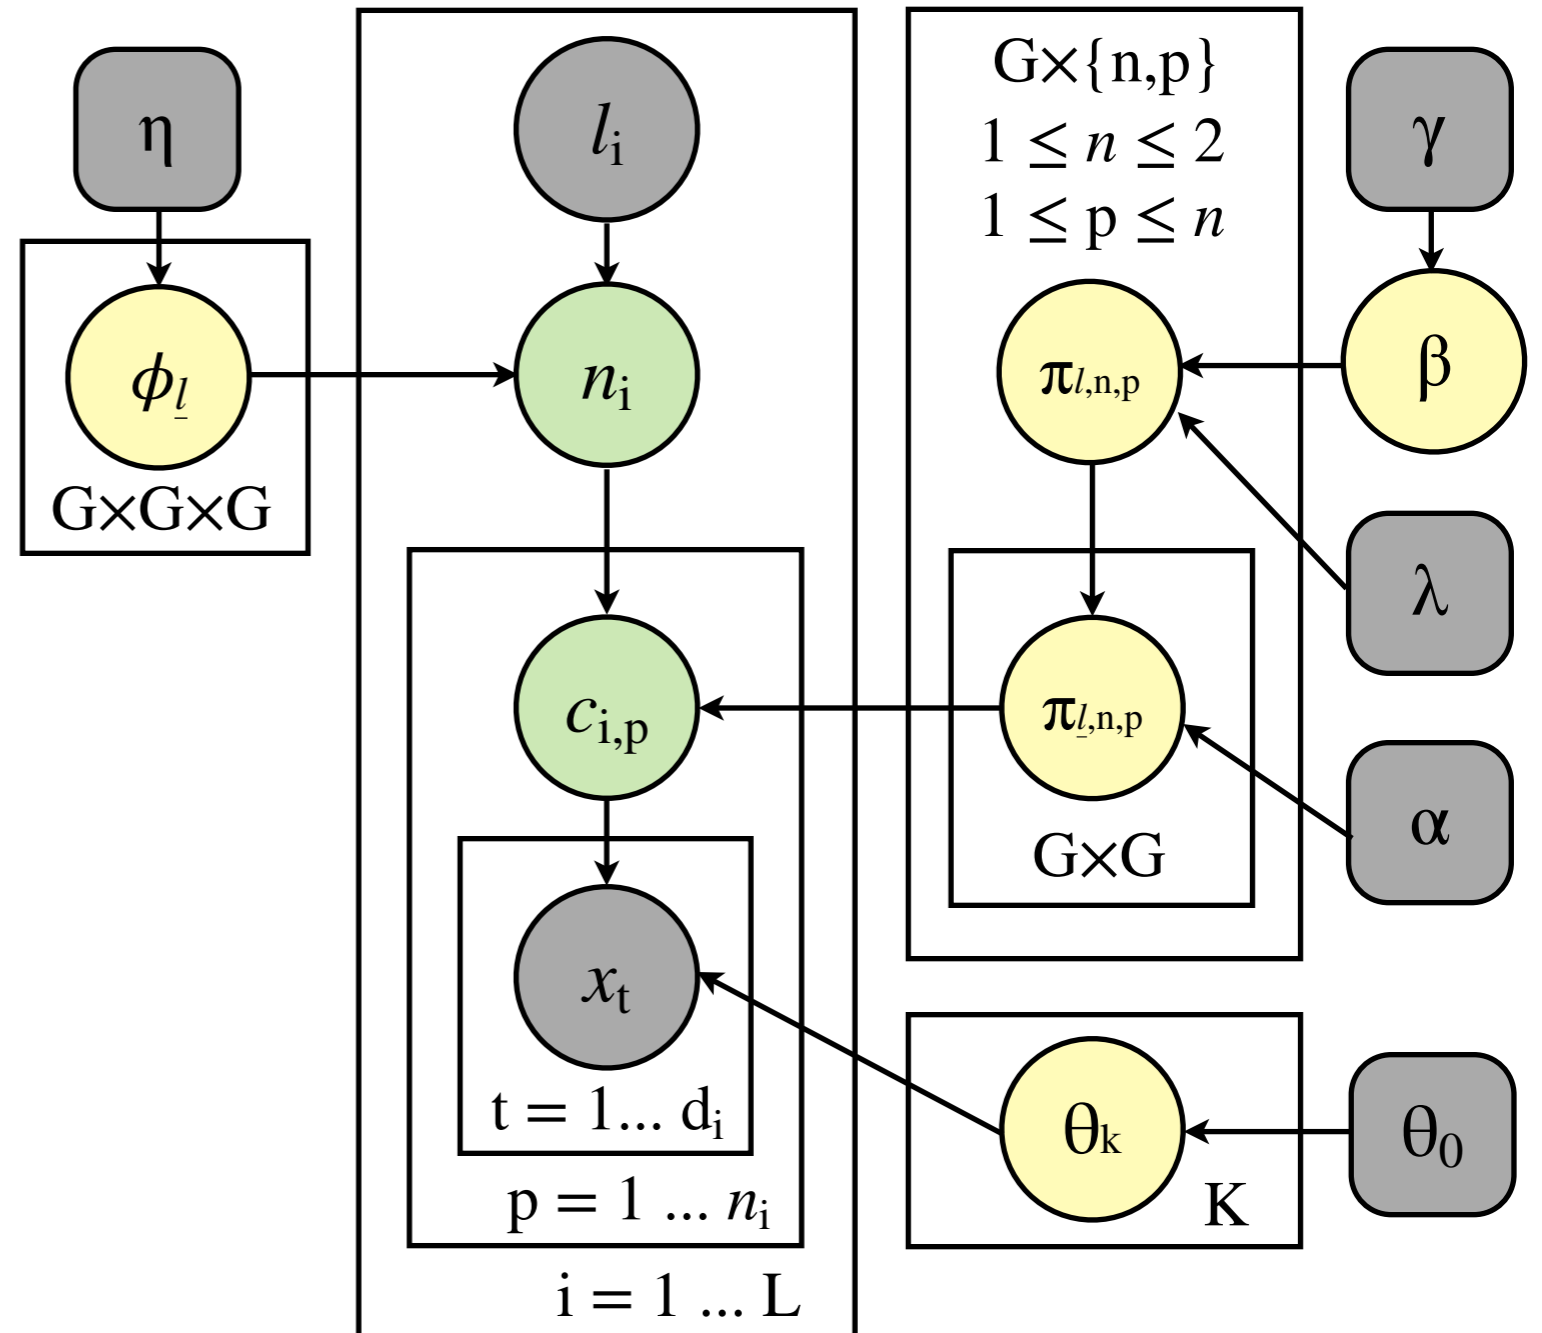 η
l_i
G×{n,p}
1 ≤ n ≤ 2
1 ≤ p ≤ n
γ
ϕ_l̲
G×G×G
n_i
π_l,n,p
β
λ
c_i,p
π_l̲,n,p
G×G
α
x_t
t = 1... d_i
p = 1 ... n_i
i = 1 ... L
θ_k
K
θ_0